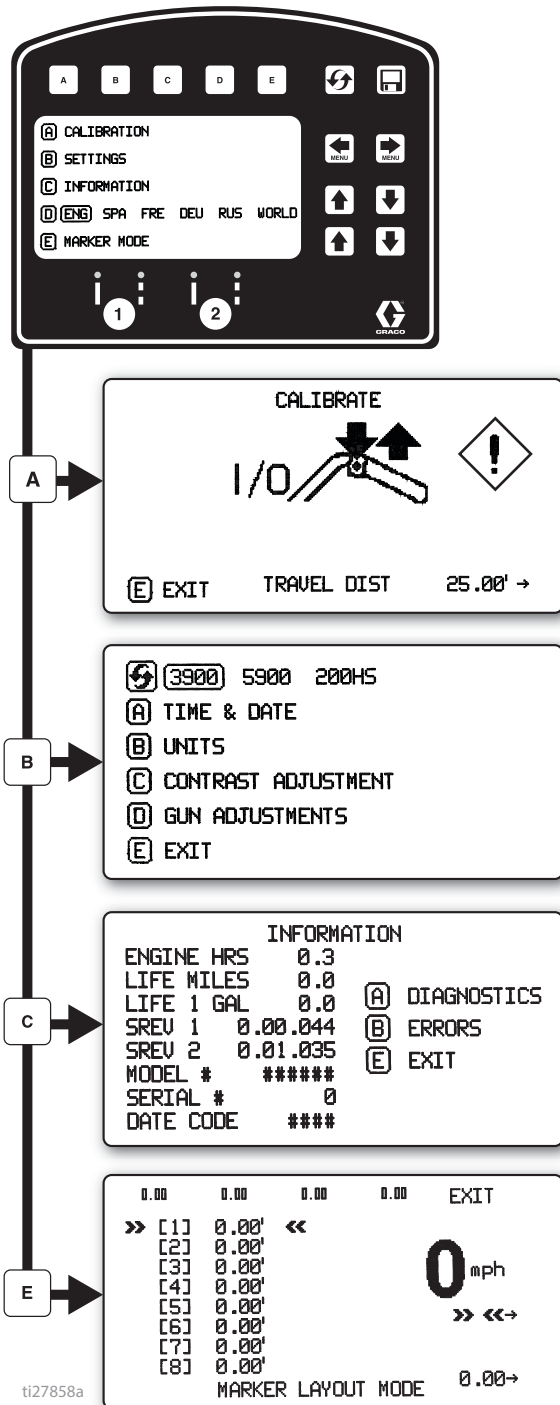 A B C D E
A CALIBRATION
B SETTINGS
C INFORMATION
D ENG SPA FRE DEU RUS WORLD
E MARKER MODE
MENU MENU
1 2
GRACO
A
CALIBRATE
!
I/O
E EXIT TRAVEL DIST 25.00' →
B
3900 5900 200HS
A TIME & DATE
B UNITS
C CONTRAST ADJUSTMENT
D GUN ADJUSTMENTS
E EXIT
C
INFORMATION
ENGINE HRS 0.3
LIFE MILES 0.0
LIFE 1 GAL 0.0
SREV 1 0.00.044
SREV 2 0.01.035
MODEL # ######
SERIAL # 0
DATE CODE ####
A DIAGNOSTICS
B ERRORS
E EXIT
E
0.00 0.00 0.00 0.00 EXIT
>> [1] 0.00' <<
[2] 0.00'
[3] 0.00'
[4] 0.00'
[5] 0.00'
[6] 0.00'
[7] 0.00'
[8] 0.00'
0 mph
>> <<→
MARKER LAYOUT MODE 0.00→
ti27858a